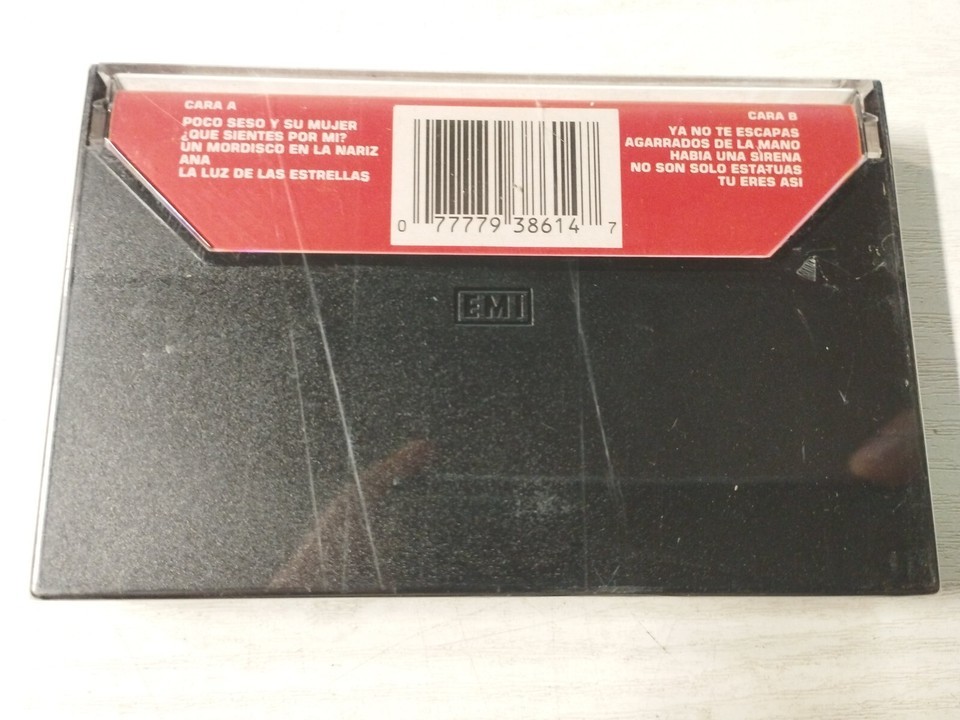 CARA A
POCO SESO Y SU MUJER
¿QUE SIENTES POR MI?
UN MORDISCO EN LA NARIZ
ANA
LA LUZ DE LAS ESTRELLAS
0 77779 38614 7
CARA B
YA NO TE ESCAPAS
AGARRADOS DE LA MANO
HABIA UNA SIRENA
NO SON SOLO ESTATUAS
TU ERES ASI
EMI